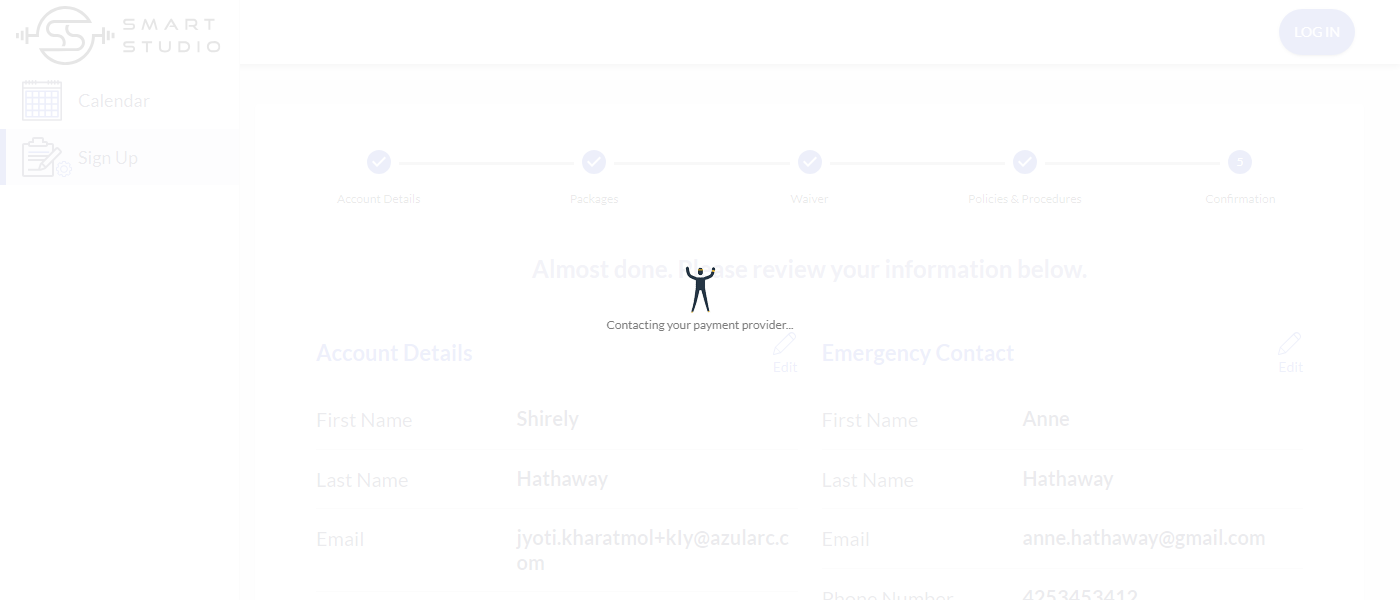 SMART
STUDIO
LOG IN
Calendar
Sign Up
5
Account Details
Packages
Waiver
Policies & Procedures
Confirmation
Almost done. Please review your information below.
Contacting your payment provider...
Account Details
Edit
Emergency Contact
Edit
First Name Shirely
First Name Anne
Last Name Hathaway
Last Name Hathaway
Email jyoti.kharatmol+kly@azularc.c
om
Email anne.hathaway@gmail.com
Phone Number 4253453412